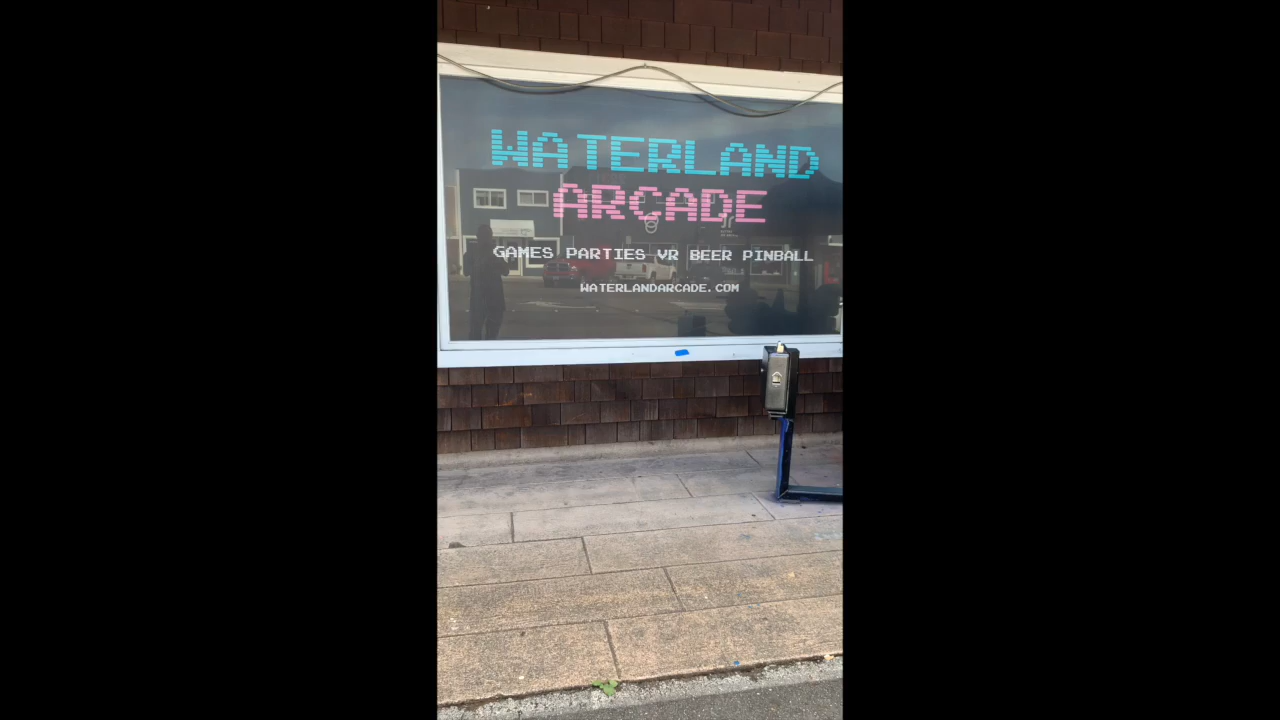 WATERLAND
ARCADE
GAMES PARTIES VR BEER PINBALL
WATERLANDARCADE.COM